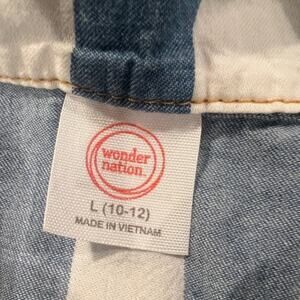 wonder
nation.
L (10-12)
MADE IN VIETNAM